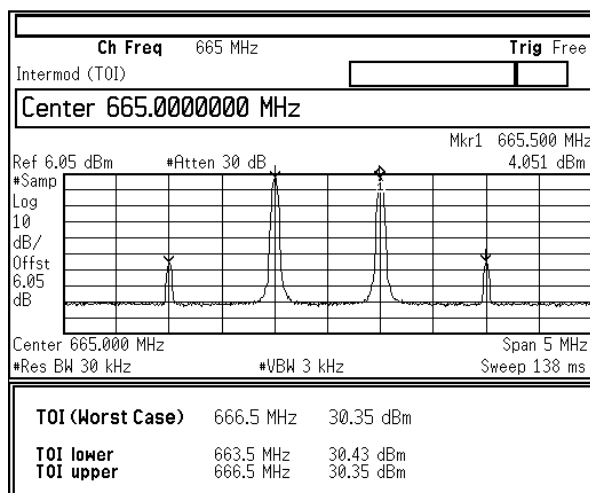 Ch Freq 665 MHz Trig Free
Intermod (TOI)
Center 665.0000000 MHz
Mkr1 665.500 MHz
Ref 6.05 dBm #Atten 30 dB 4.051 dBm
#Samp
Log
10
dB/
Offst
6.05
dB
Center 665.000 MHz Span 5 MHz
#Res BW 30 kHz #VBW 3 kHz Sweep 138 ms
TOI (Worst Case) 666.5 MHz 30.35 dBm
TOI lower 663.5 MHz 30.43 dBm
TOI upper 666.5 MHz 30.35 dBm